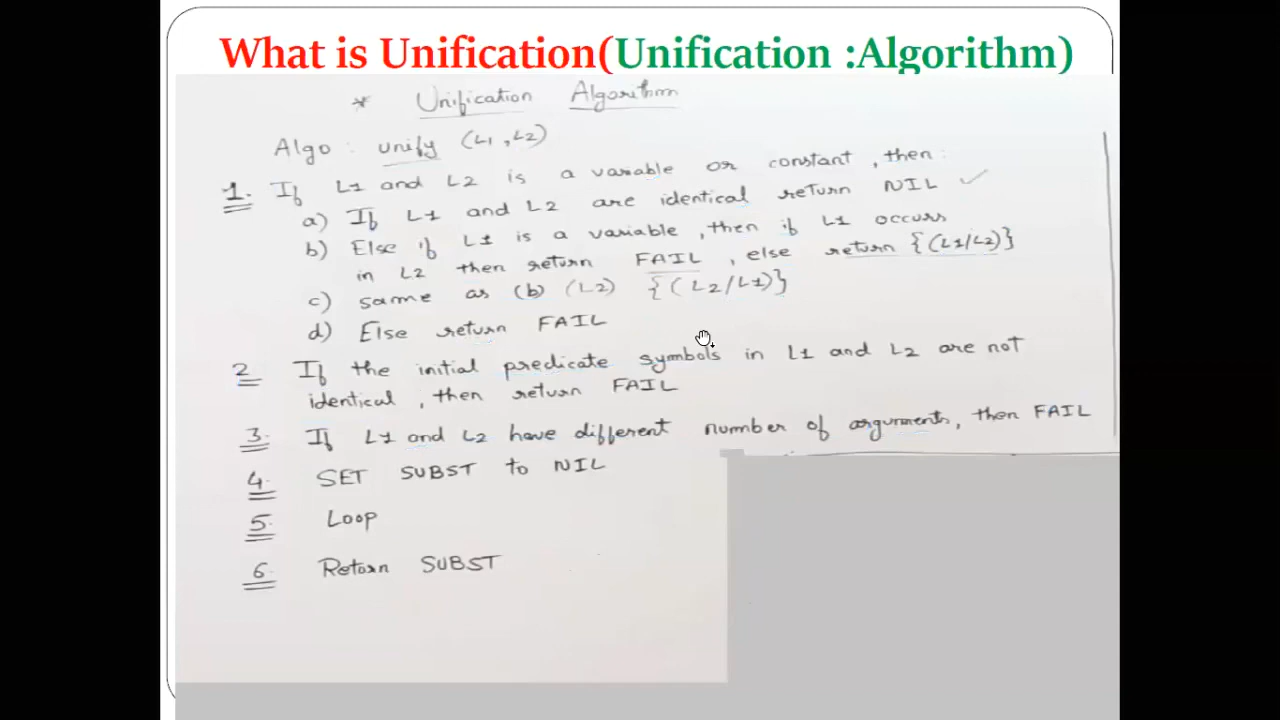 What is Unification(Unification :Algorithm)
* Unification Algorithm
Algo : unify (L1, L2)
1. If L1 and L2 is a variable or constant, then :
a) If L1 and L2 are identical return NIL ✓
b) Else if L1 is a variable, then if L1 occurs
in L2 then return FAIL, else return {(L1/L2)}
c) same as (b) (L2) {(L2/L1)}
d) Else return FAIL
2 If the initial predicate symbols in L1 and L2 are not
identical, then return FAIL
3. If L1 and L2 have different number of arguments, then FAIL
4. SET SUBST to NIL
5. Loop
6. Return SUBST